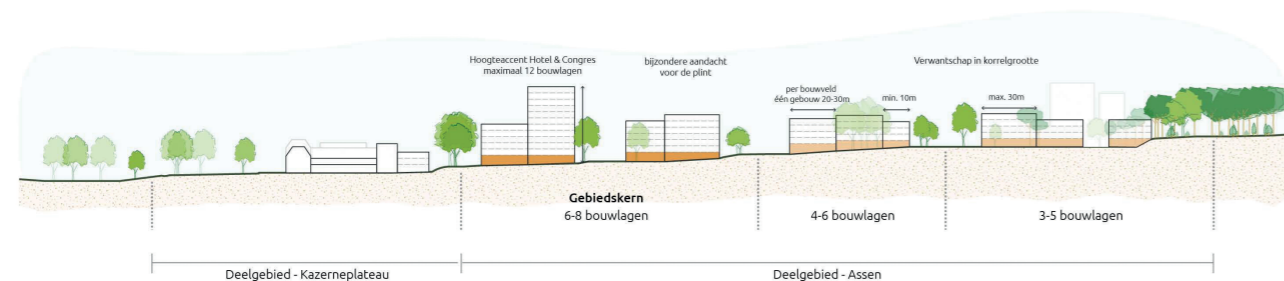 Hoogteaccent Hotel & Congres
maximaal 12 bouwlagen
bijzondere aandacht
voor de plint
per bouwveld
één gebouw 20-30m
min. 10m
Verwantschap in korrelgrootte
max. 30m
Gebiedskern
6-8 bouwlagen
4-6 bouwlagen
3-5 bouwlagen
Deelgebied - Kazerneplateau
Deelgebied - Assen